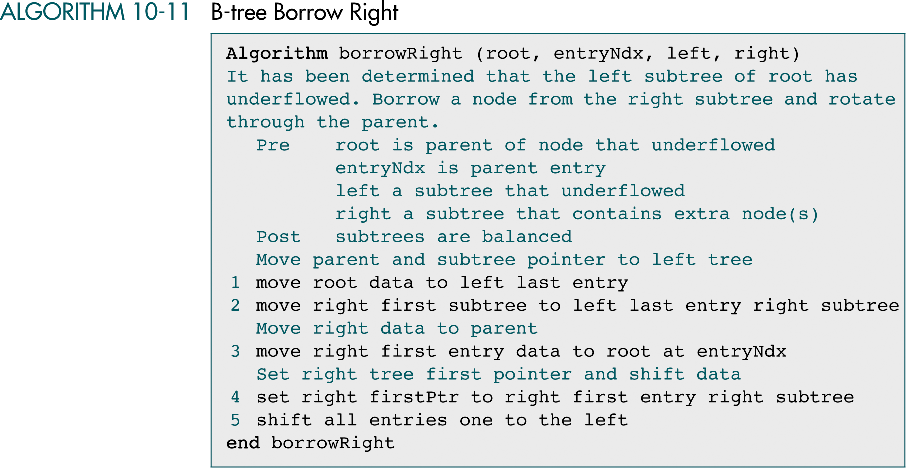 ALGORITHM 10-11 B-tree Borrow Right
Algorithm borrowRight (root, entryNdx, left, right)
It has been determined that the left subtree of root has
underflowed. Borrow a node from the right subtree and rotate
through the parent.
Pre root is parent of node that underflowed
entryNdx is parent entry
left a subtree that underflowed
right a subtree that contains extra node(s)
Post subtrees are balanced
Move parent and subtree pointer to left tree
1 move root data to left last entry
2 move right first subtree to left last entry right subtree
Move right data to parent
3 move right first entry data to root at entryNdx
Set right tree first pointer and shift data
4 set right firstPtr to right first entry right subtree
5 shift all entries one to the left
end borrowRight